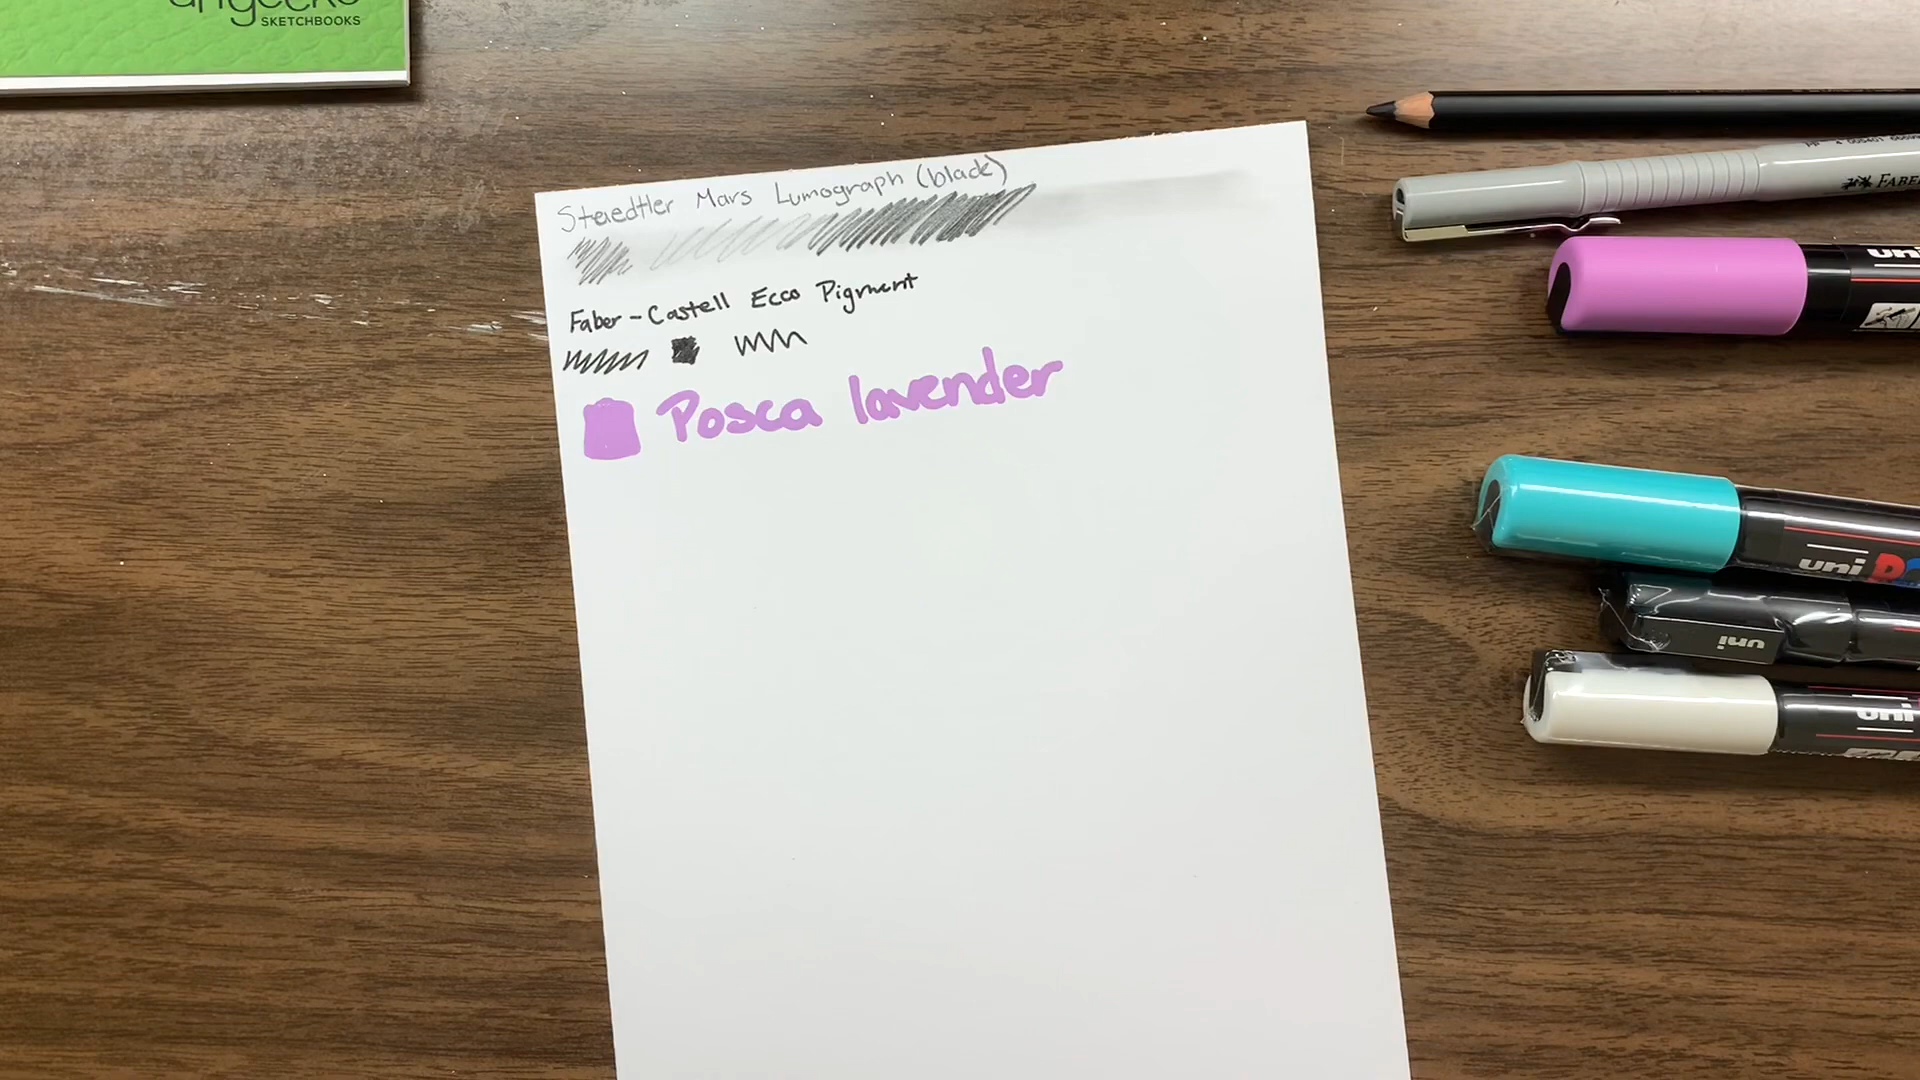 SKETCHBOOKS
Staedtler Mars Lumograph (black)
Faber-Castell Ecco Pigment
Posca lavender
FABER
uni
uni
uni